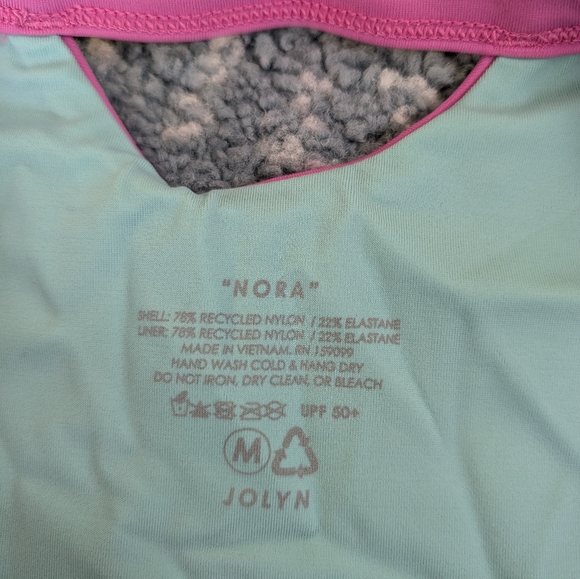 "NORA"
SHELL: 78% RECYCLED NYLON / 22% ELASTANE
LINER: 78% RECYCLED NYLON / 22% ELASTANE
MADE IN VIETNAM. RN 159099
HAND WASH COLD & HANG DRY
DO NOT IRON, DRY CLEAN, OR BLEACH
UPF 50+
M
JOLYN